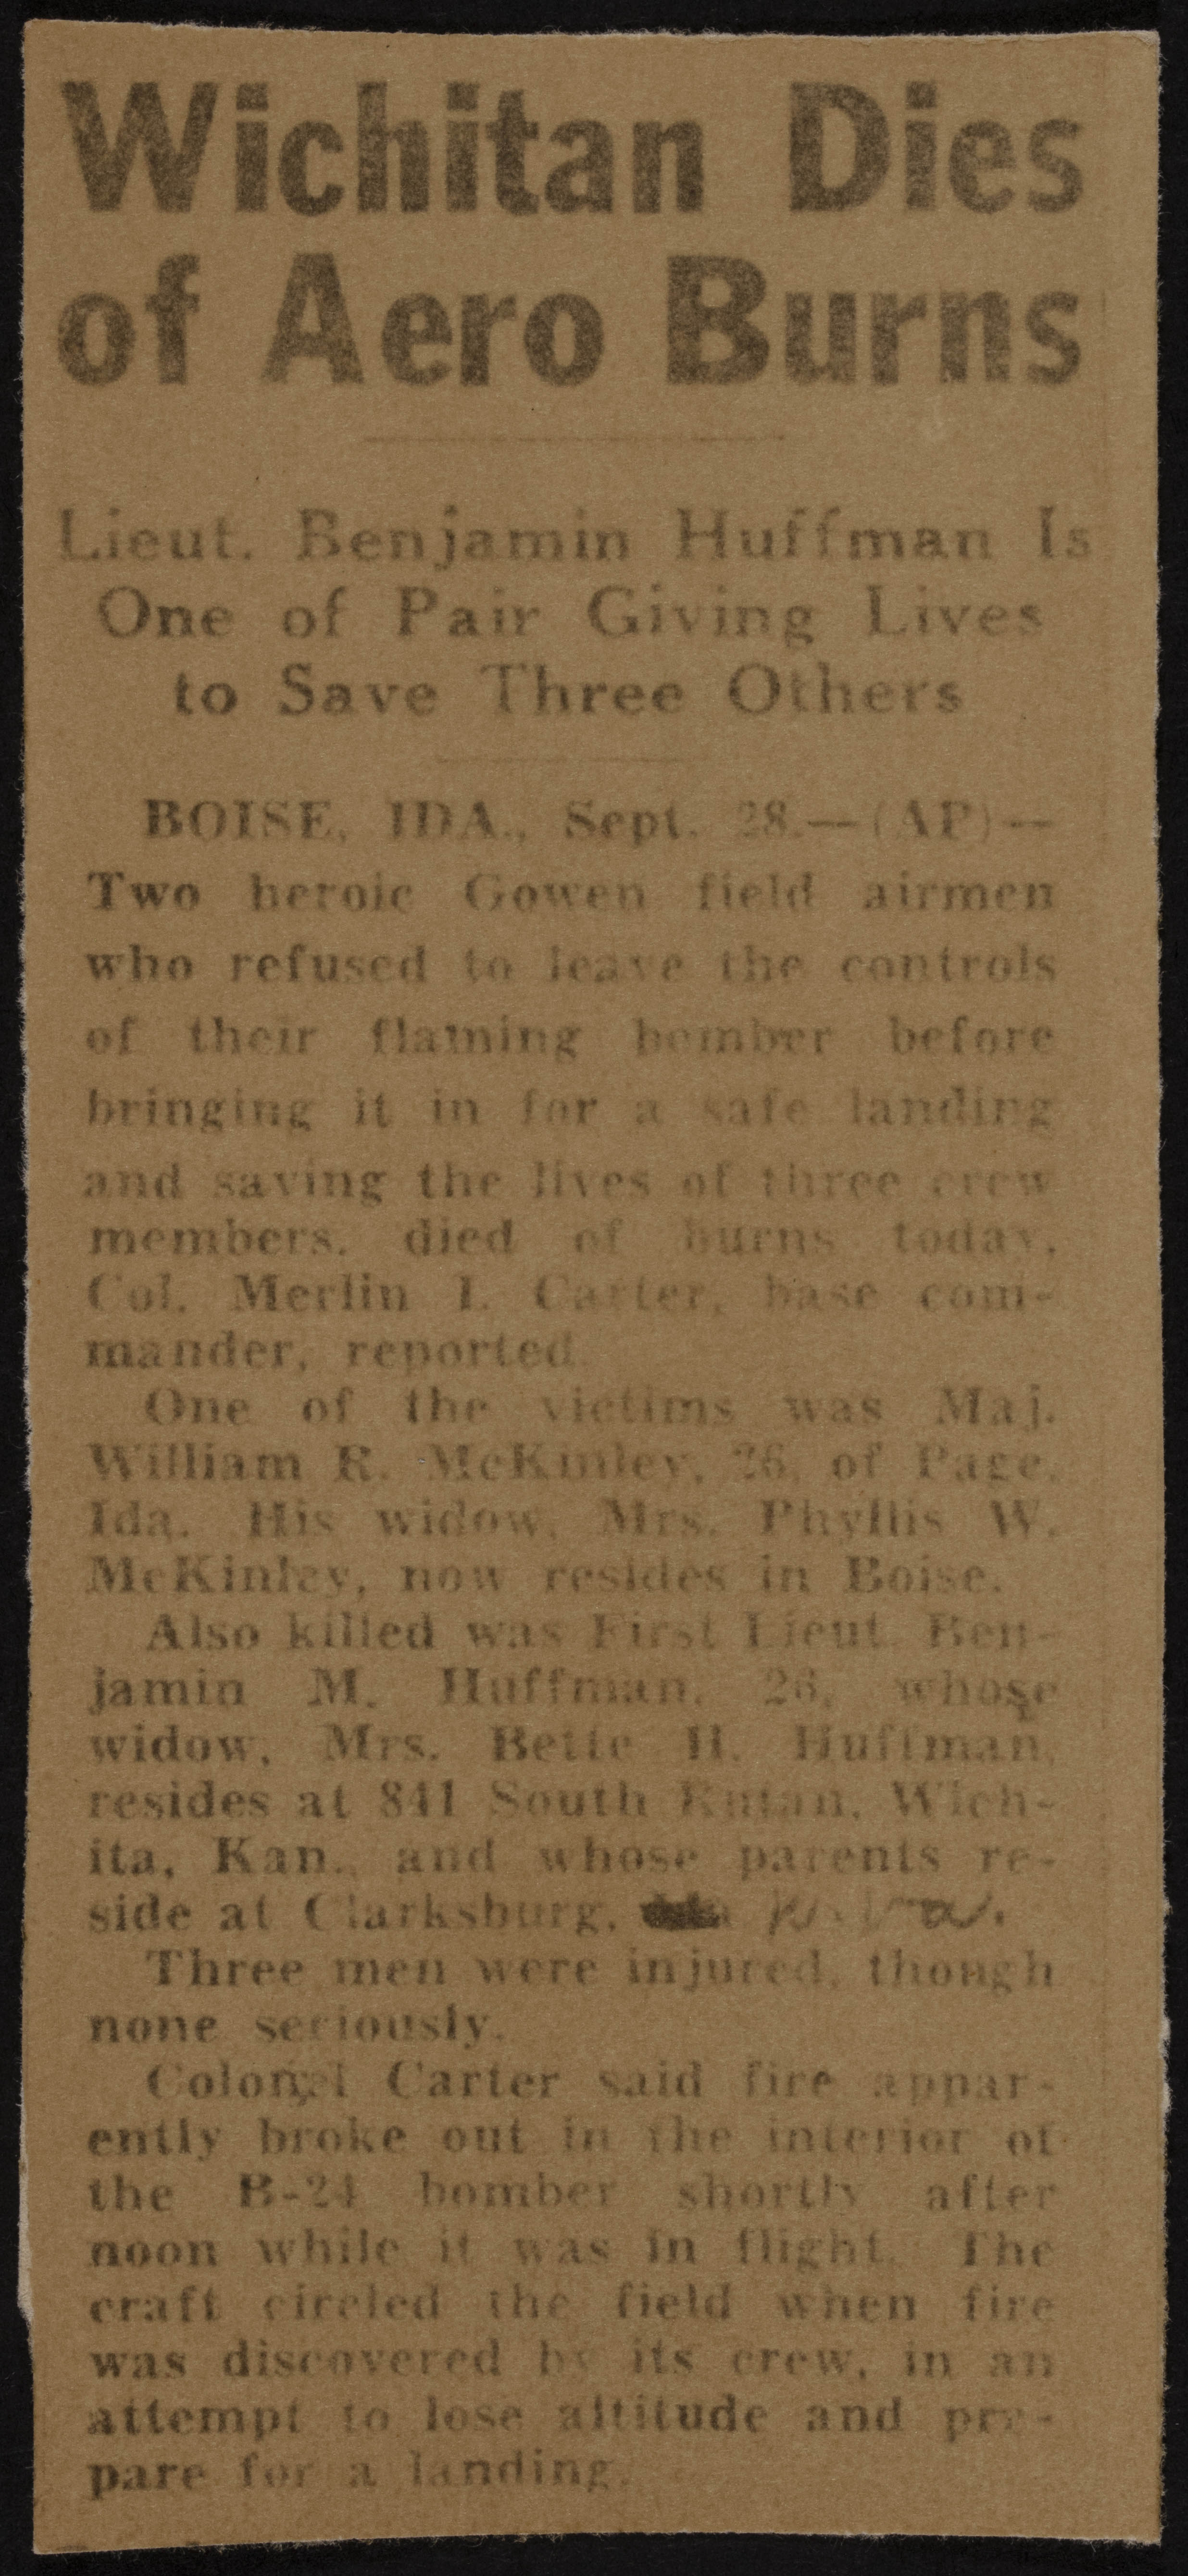 Wichitan Dies
of Aero Burns
Lieut. Benjamin Huffman Is
One of Pair Giving Lives
to Save Three Others
BOISE, IDA., Sept. 28.—(AP)—
Two heroic Gowen field airmen
who refused to leave the controls
of their flaming bomber before
bringing it in for a safe landing
and saving the lives of three crew
members, died of burns today,
Col. Merlin I. Carter, base com-
mander, reported.
One of the victims was Maj.
William R. McKinley, 26, of Page,
Ida. His widow, Mrs. Phyllis W.
McKinley, now resides in Boise.
Also killed was First Lieut. Ben-
jamin M. Huffman, 26, whose
widow, Mrs. Bette H. Huffman,
resides at 841 South Rutan, Wich-
ita, Kan., and whose parents re-
side at Clarksburg,
Three men were injured, though
none seriously.
Colonel Carter said fire appar-
ently broke out in the interior of
the B-24 bomber shortly after
noon while it was in flight. The
craft circled the field when fire
was discovered by its crew, in an
attempt to lose altitude and pre-
pare for a landing.